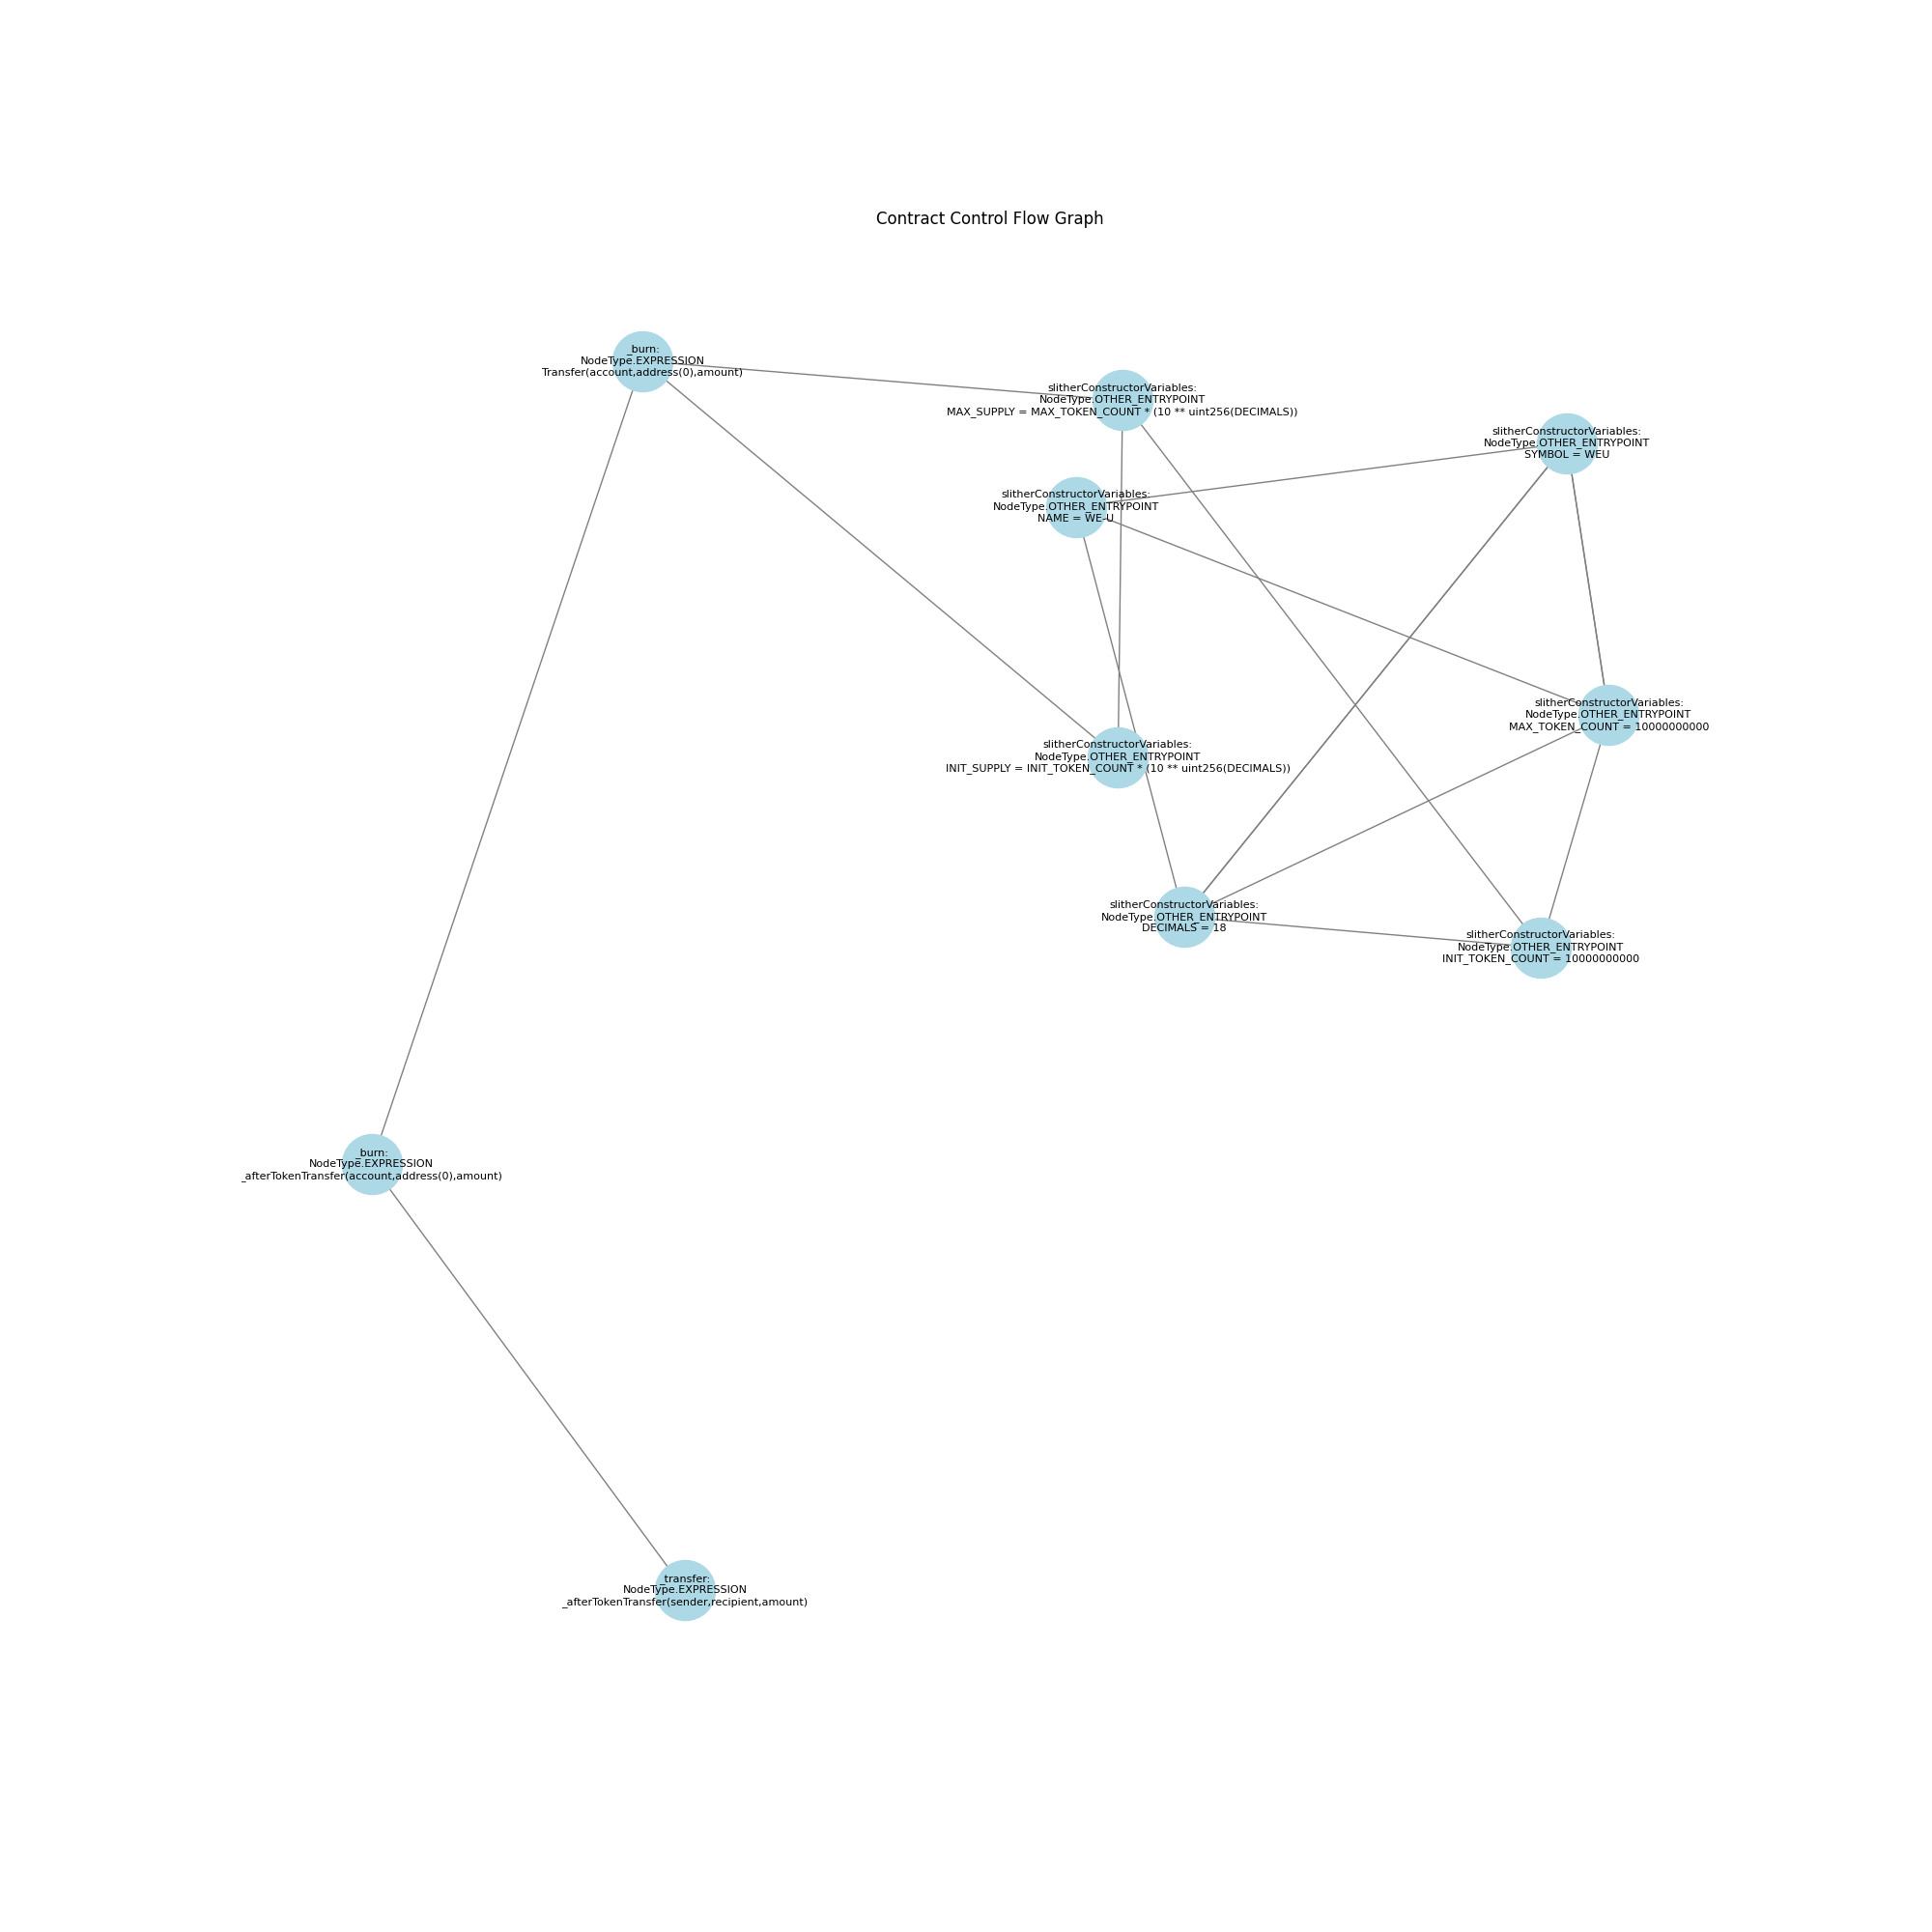 Contract Control Flow Graph
_burn:
NodeType.EXPRESSION
Transfer(account,address(0),amount)
slitherConstructorVariables:
NodeType.OTHER_ENTRYPOINT
MAX_SUPPLY = MAX_TOKEN_COUNT * (10 ** uint256(DECIMALS))
slitherConstructorVariables:
NodeType.OTHER_ENTRYPOINT
SYMBOL = WEU
slitherConstructorVariables:
NodeType.OTHER_ENTRYPOINT
NAME = WE-U
slitherConstructorVariables:
NodeType.OTHER_ENTRYPOINT
MAX_TOKEN_COUNT = 10000000000
slitherConstructorVariables:
NodeType.OTHER_ENTRYPOINT
INIT_SUPPLY = INIT_TOKEN_COUNT * (10 ** uint256(DECIMALS))
slitherConstructorVariables:
NodeType.OTHER_ENTRYPOINT
DECIMALS = 18
slitherConstructorVariables:
NodeType.OTHER_ENTRYPOINT
INIT_TOKEN_COUNT = 10000000000
_burn:
NodeType.EXPRESSION
_afterTokenTransfer(account,address(0),amount)
_transfer:
NodeType.EXPRESSION
_afterTokenTransfer(sender,recipient,amount)